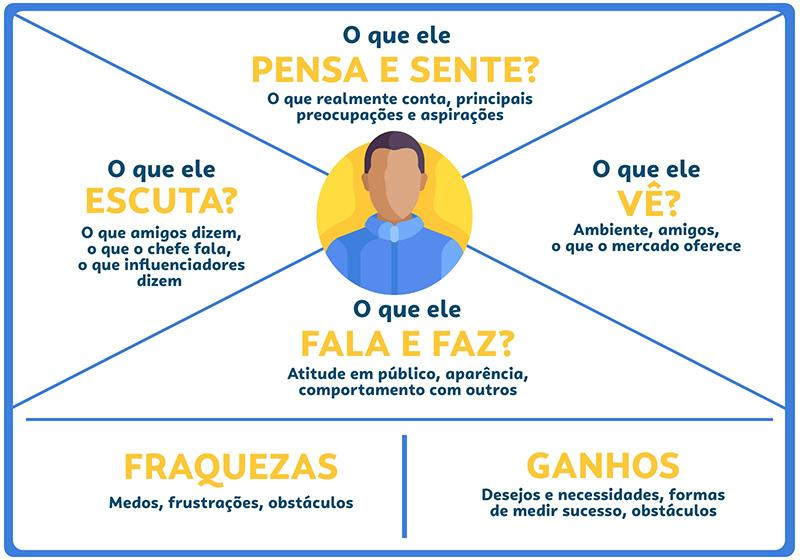 O que ele
PENSA E SENTE?
O que realmente conta, principais
preocupações e aspirações
O que ele
ESCUTA?
O que amigos dizem,
o que o chefe fala,
o que influenciadores
dizem
O que ele
VÊ?
Ambiente, amigos,
o que o mercado oferece
O que ele
FALA E FAZ?
Atitude em público, aparência,
comportamento com outros
FRAQUEZAS
Medos, frustrações, obstáculos
GANHOS
Desejos e necessidades, formas
de medir sucesso, obstáculos